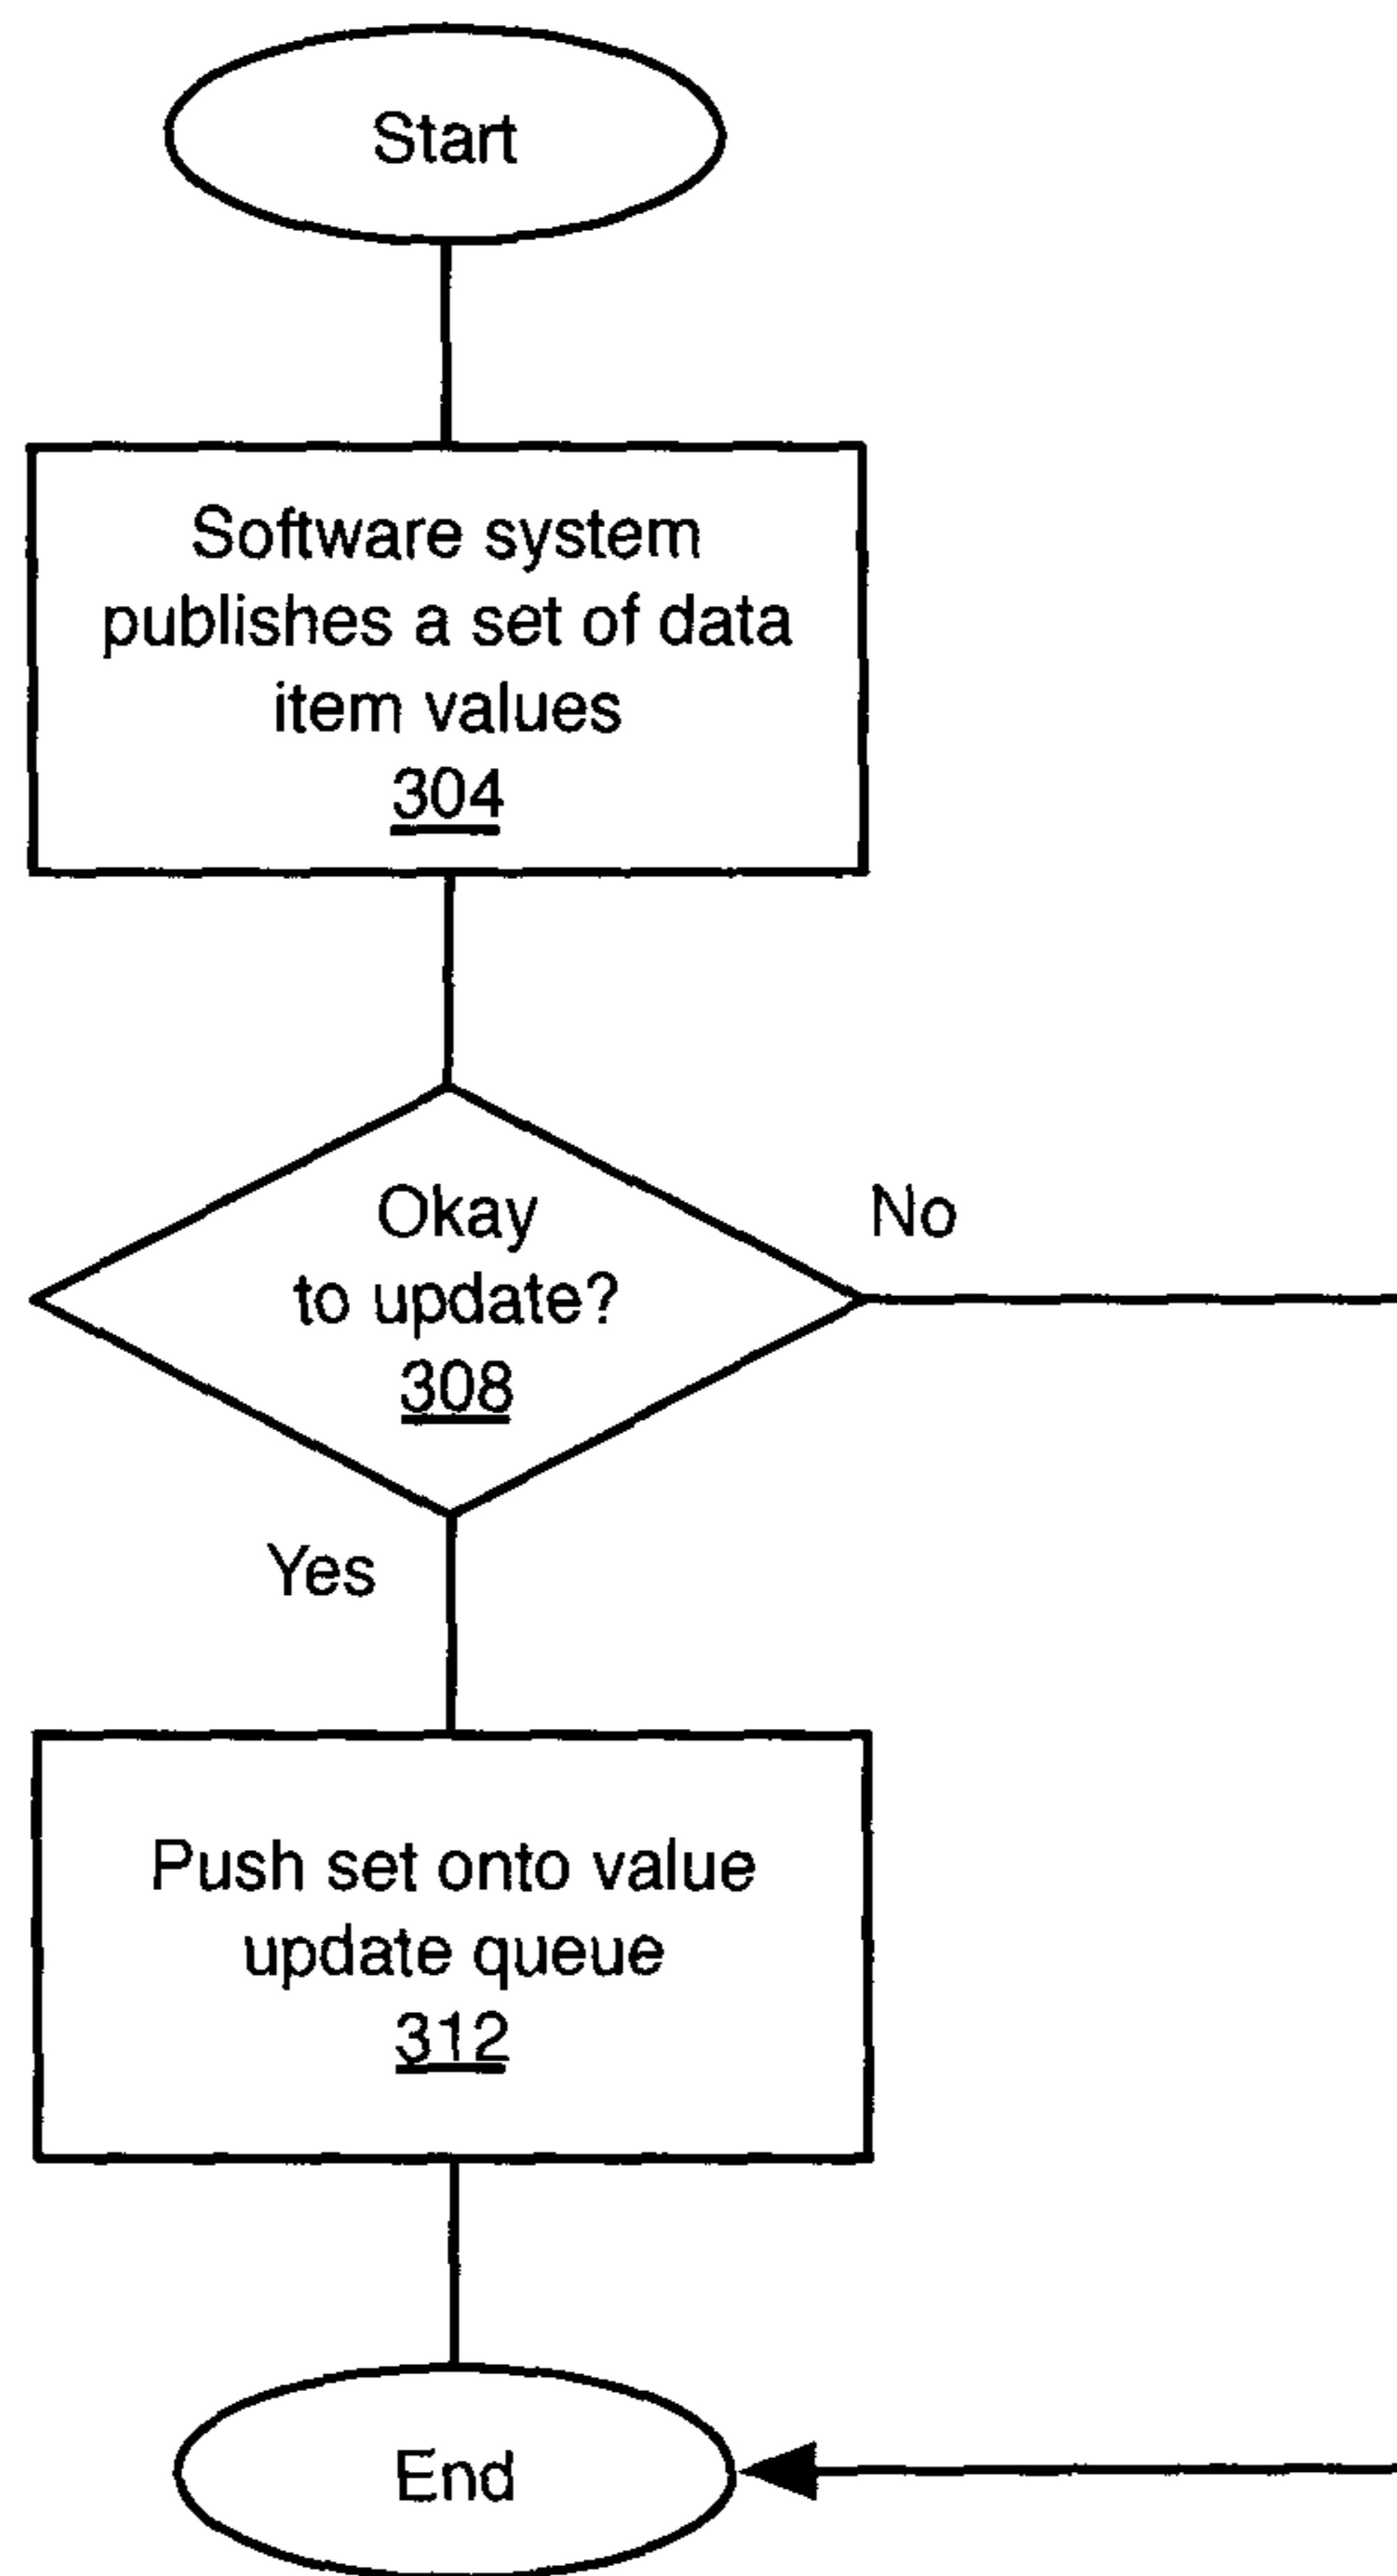 Start
Software system
publishes a set of data
item values
304
Okay
to update?
308
No
Yes
Push set onto value
update queue
312
End